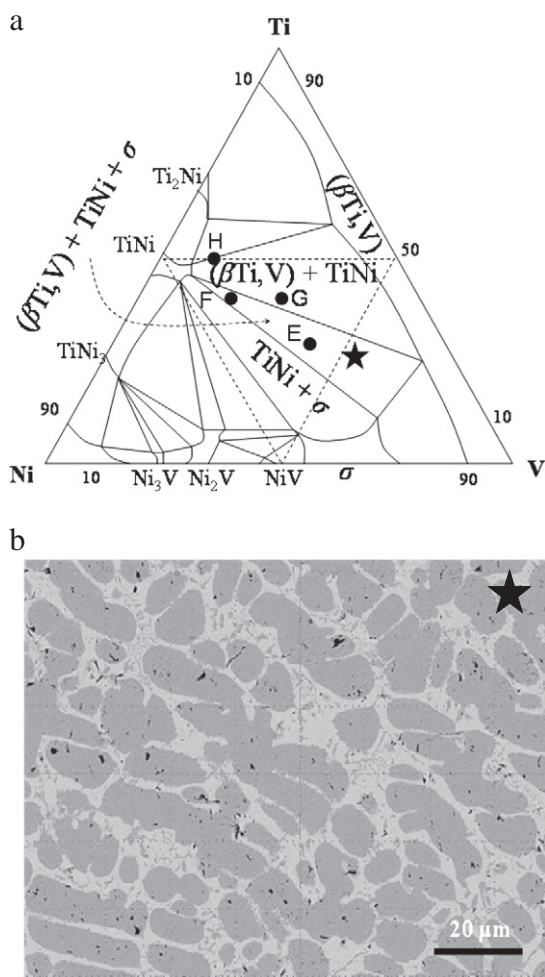 a
Ti
10
90
(βTi,V)
Ti₂Ni
(βTi,V) + TiNi + σ
TiNi
H
50
(βTi,V) + TiNi
F
G
E
TiNi₃
TiNi + σ
90
10
Ni
10
Ni₃V
Ni₂V
NiV
σ
90
V
b
20 μm